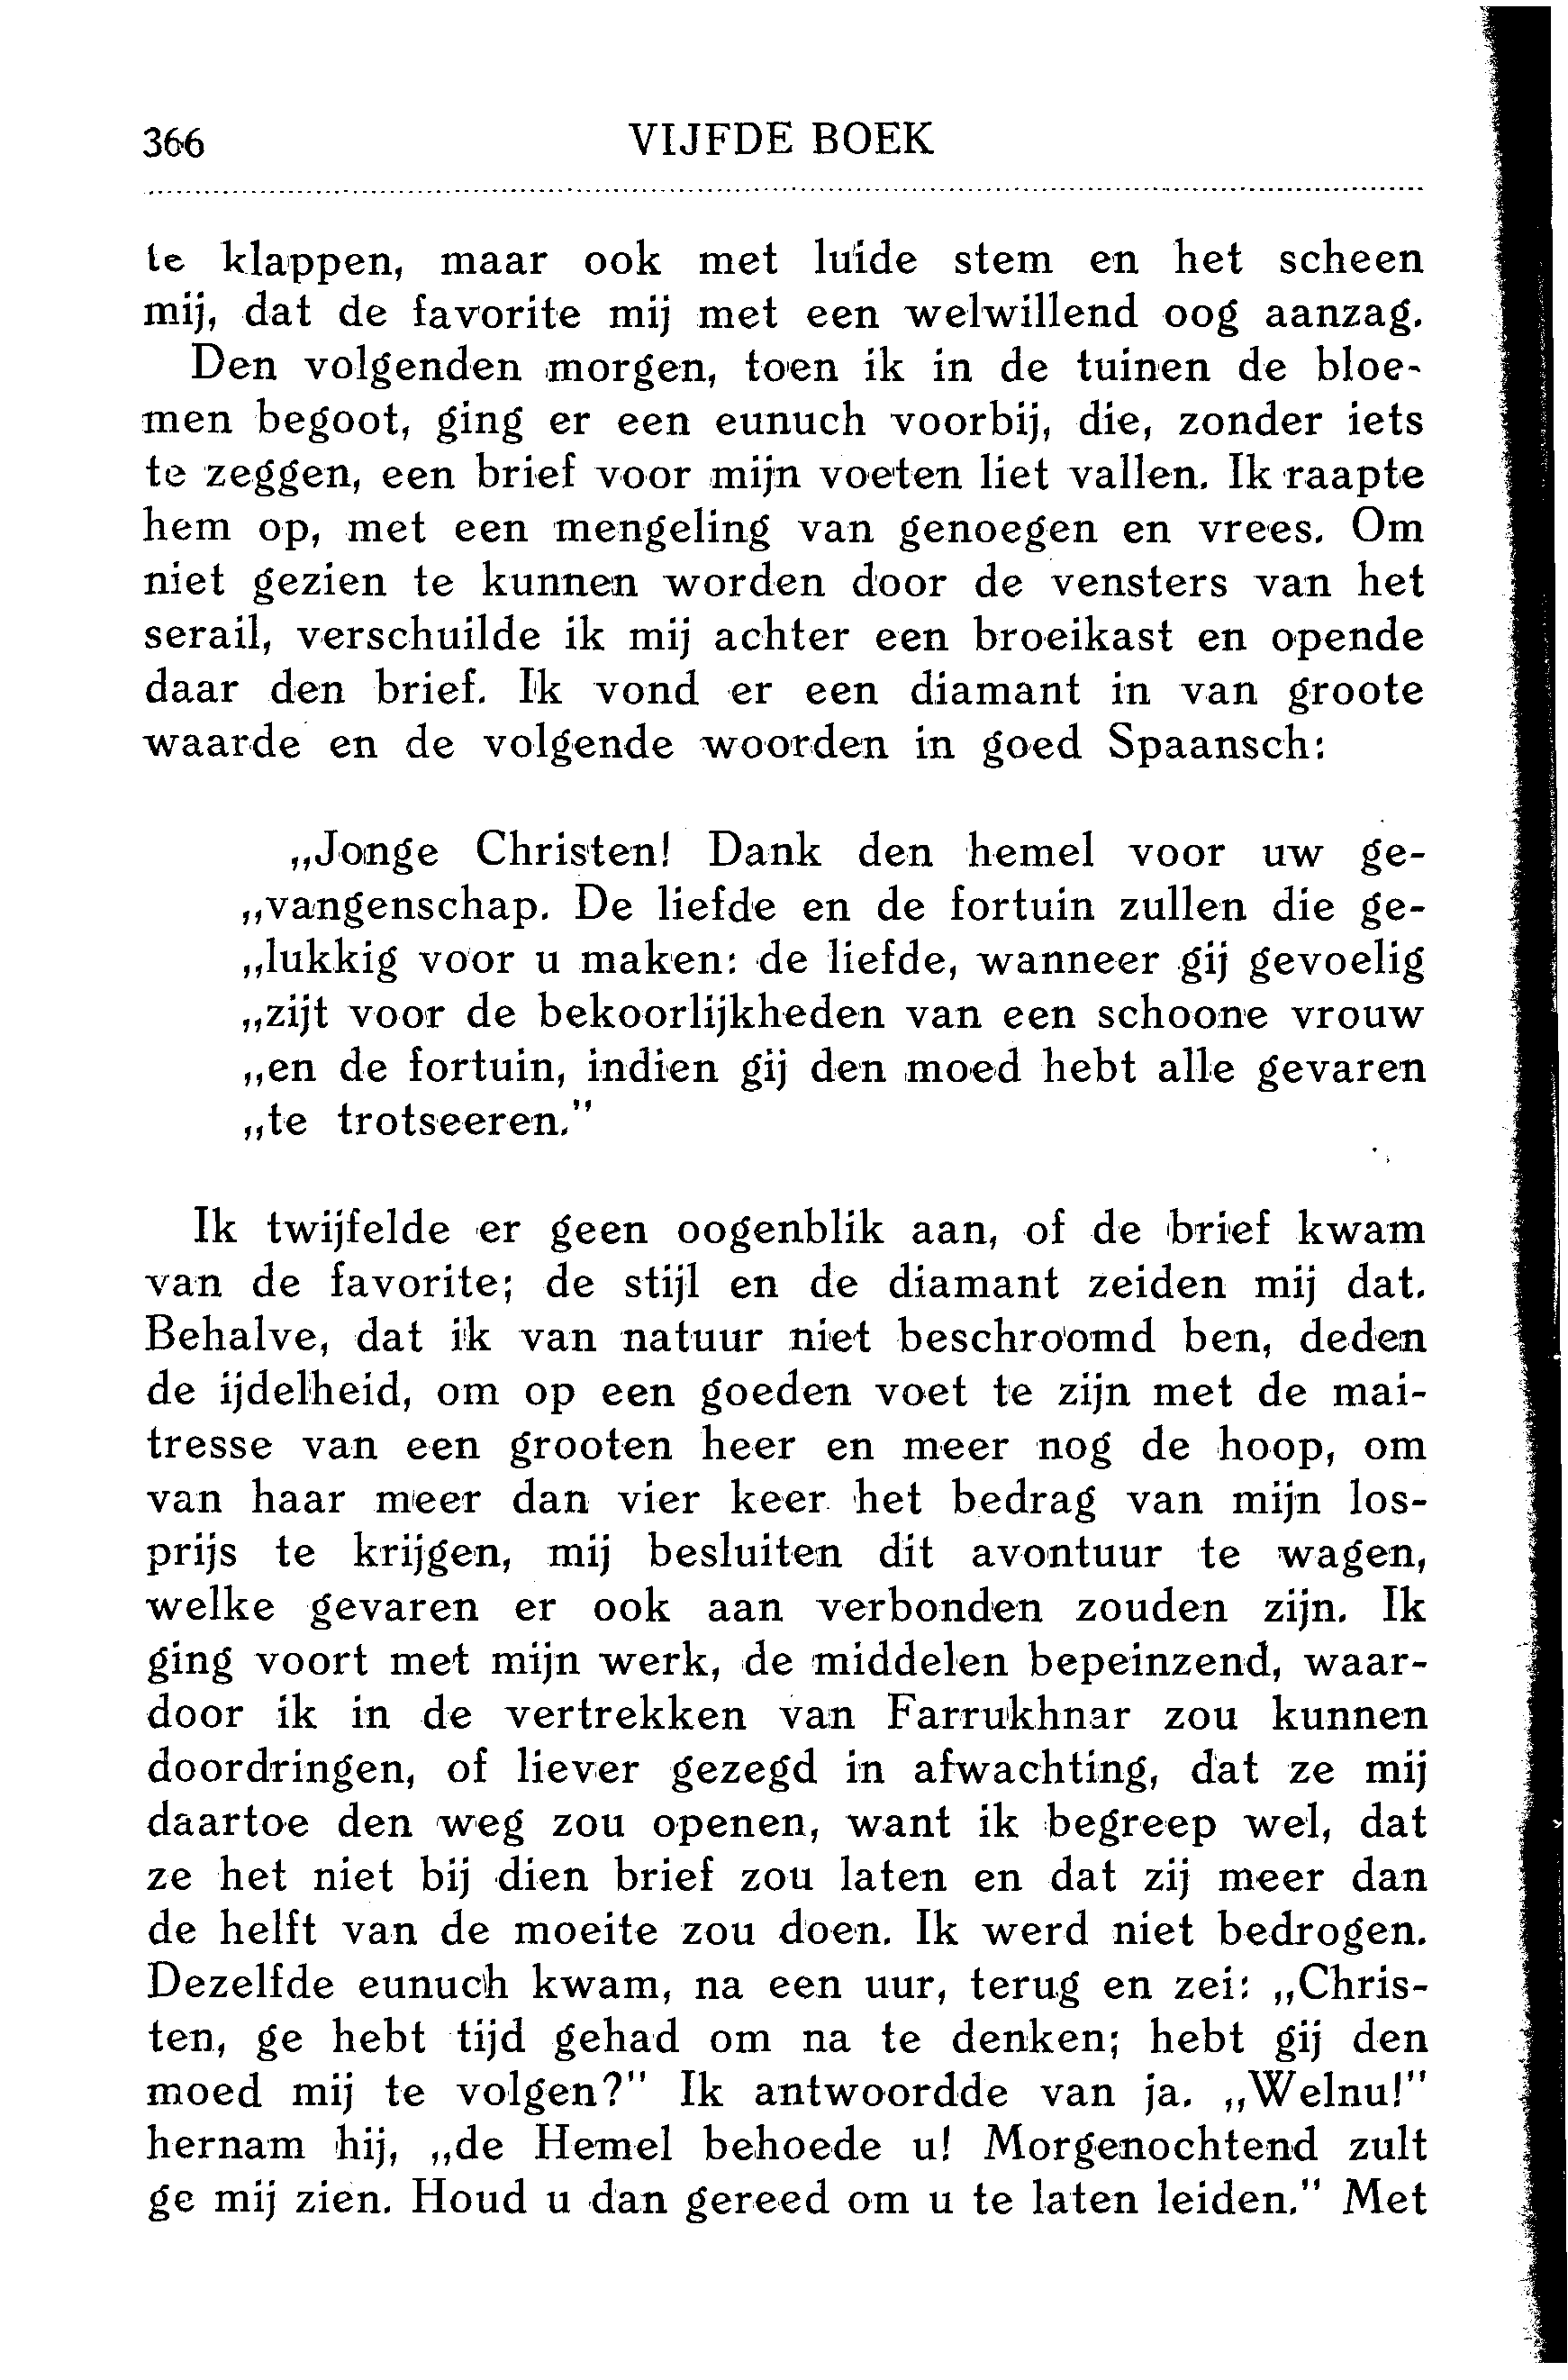 366 VIJFDE BOEK
te klappen, maar ook met luide stem en het scheen
mij, dat de favorite mij met een welwillend oog aanzag.
Den volgenden morgen, toen ik in de tuinen de bloe-
men begoot, ging er een eunuch voorbij, die, zonder iets
te zeggen, een brief voor mijn voeten liet vallen. Ik raapte
hem op, met een mengeling van genoegen en vrees. Om
niet gezien te kunnen worden door de vensters van het
serail, verschuilde ik mij achter een broeikast en opende
daar den brief. Ik vond er een diamant in van groote
waarde en de volgende woorden in goed Spaansch:
„Jonge Christen! Dank den hemel voor uw ge-
„vangenschap. De liefde en de fortuin zullen die ge-
„lukkig voor u maken: de liefde, wanneer gij gevoelig
„zijt voor de bekoorlijkheden van een schoone vrouw
„en de fortuin, indien gij den moed hebt alle gevaren
„te trotseeren.”
Ik twijfelde er geen oogenblik aan, of de brief kwam
van de favorite; de stijl en de diamant zeiden mij dat.
Behalve, dat ik van natuur niet beschroomd ben, deden
de ijdelheid, om op een goeden voet te zijn met de mai-
tresse van een grooten heer en meer nog de hoop, om
van haar meer dan vier keer het bedrag van mijn los-
prijs te krijgen, mij besluiten dit avontuur te wagen,
welke gevaren er ook aan verbonden zouden zijn. Ik
ging voort met mijn werk, de middelen bepeinzend, waar-
door ik in de vertrekken van Farrukhnar zou kunnen
doordringen, of liever gezegd in afwachting, dat ze mij
daartoe den weg zou openen, want ik begreep wel, dat
ze het niet bij dien brief zou laten en dat zij meer dan
de helft van de moeite zou doen. Ik werd niet bedrogen.
Dezelfde eunuch kwam, na een uur, terug en zei: „Chris-
ten, ge hebt tijd gehad om na te denken; hebt gij den
moed mij te volgen?” Ik antwoordde van ja. „Welnu!”
hernam hij, „de Hemel behoede u! Morgenochtend zult
ge mij zien. Houd u dan gereed om u te laten leiden.” Met